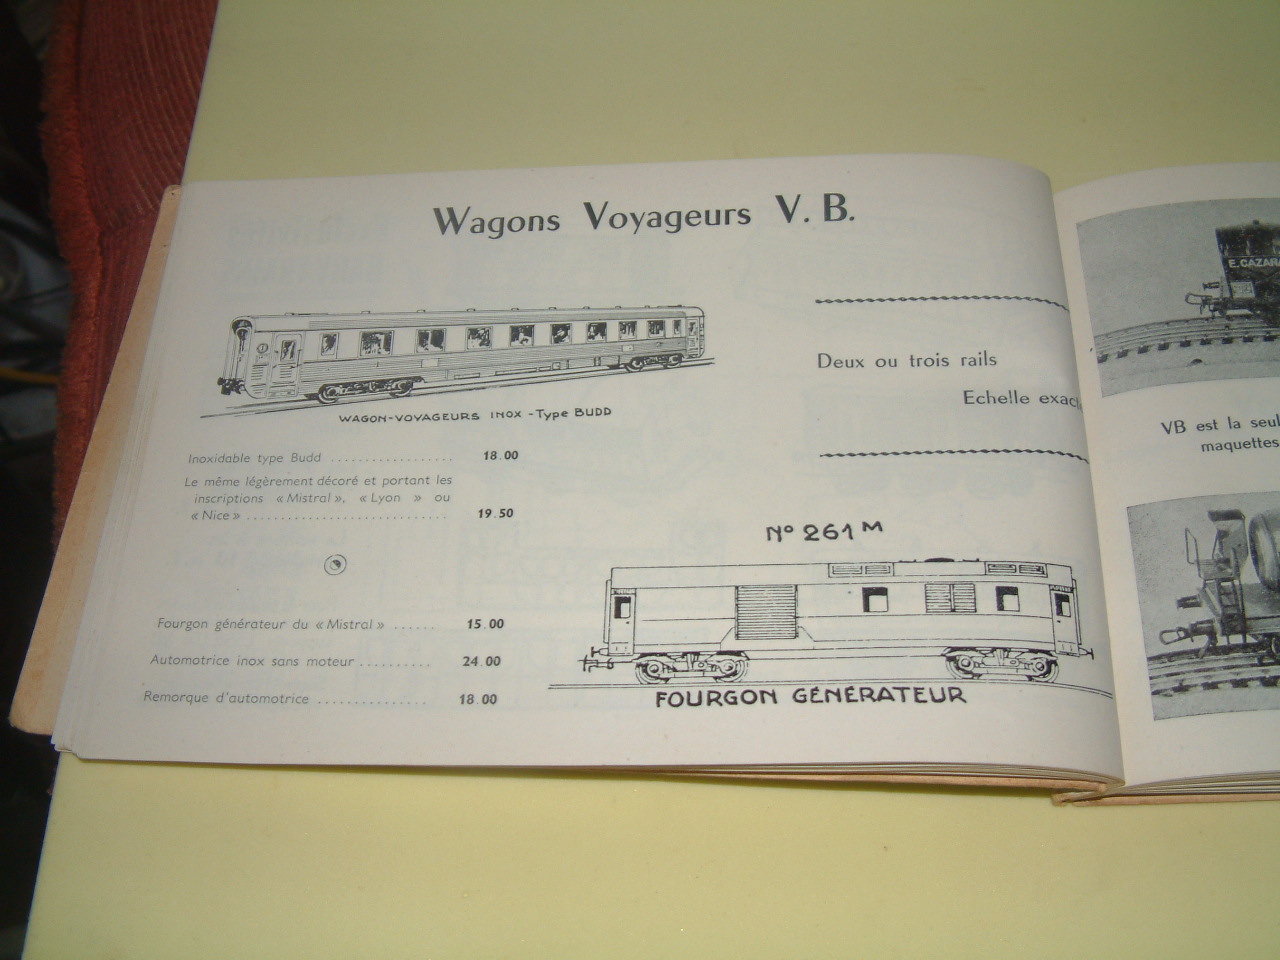 Wagons Voyageurs V. B.
WAGON-VOYAGEURS INOX - Type BUDD
Inoxidable type Budd .................. 18.00
Le même légèrement décoré et portant les
inscriptions « Mistral », « Lyon » ou
« Nice » ............................. 19.50
Fourgon générateur du « Mistral » ...... 15.00
Automotrice inox sans moteur .......... 24.00
Remorque d'automotrice ............... 18.00
Deux ou trois rails
Echelle exacte
N° 261 M
FOURGON GÉNÉRATEUR
E. CAZARA
VB est la seul
maquettes